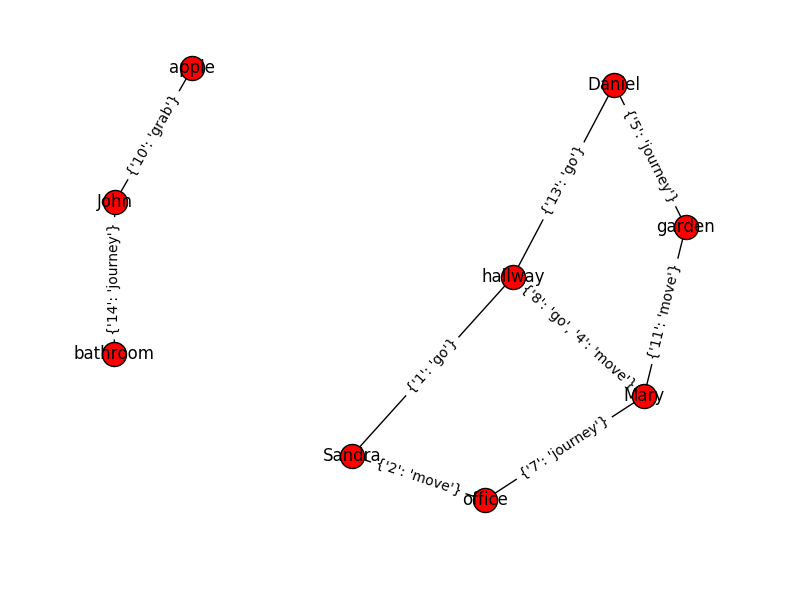 apple
Daniel
{'10': 'grab'}
{'5': 'journey'}
{'13': 'go'}
John
garden
{'14': 'journey'}
hallway
{'11': 'move'}
{'8': 'go', '4': 'move'}
bathroom
{'1': 'go'}
Mary
{'7': 'journey'}
Sandra
{'2': 'move'}
office